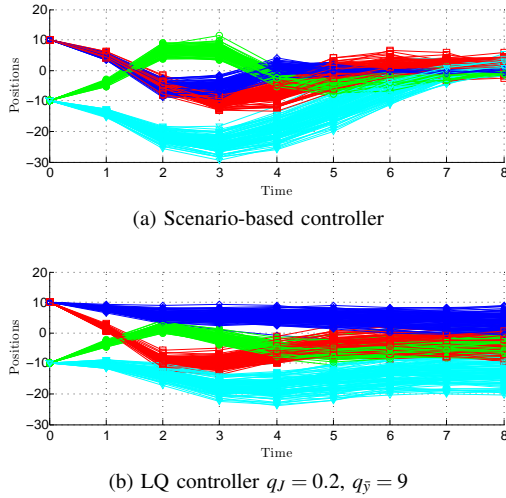 20
10
0
-10
-20
-30
Positions
0 1 2 3 4 5 6 7 8
Time
(a) Scenario-based controller
20
10
0
-10
-20
-30
Positions
0 1 2 3 4 5 6 7 8
Time
(b) LQ controller $q_J = 0.2$, $q_{\bar{y}} = 9$